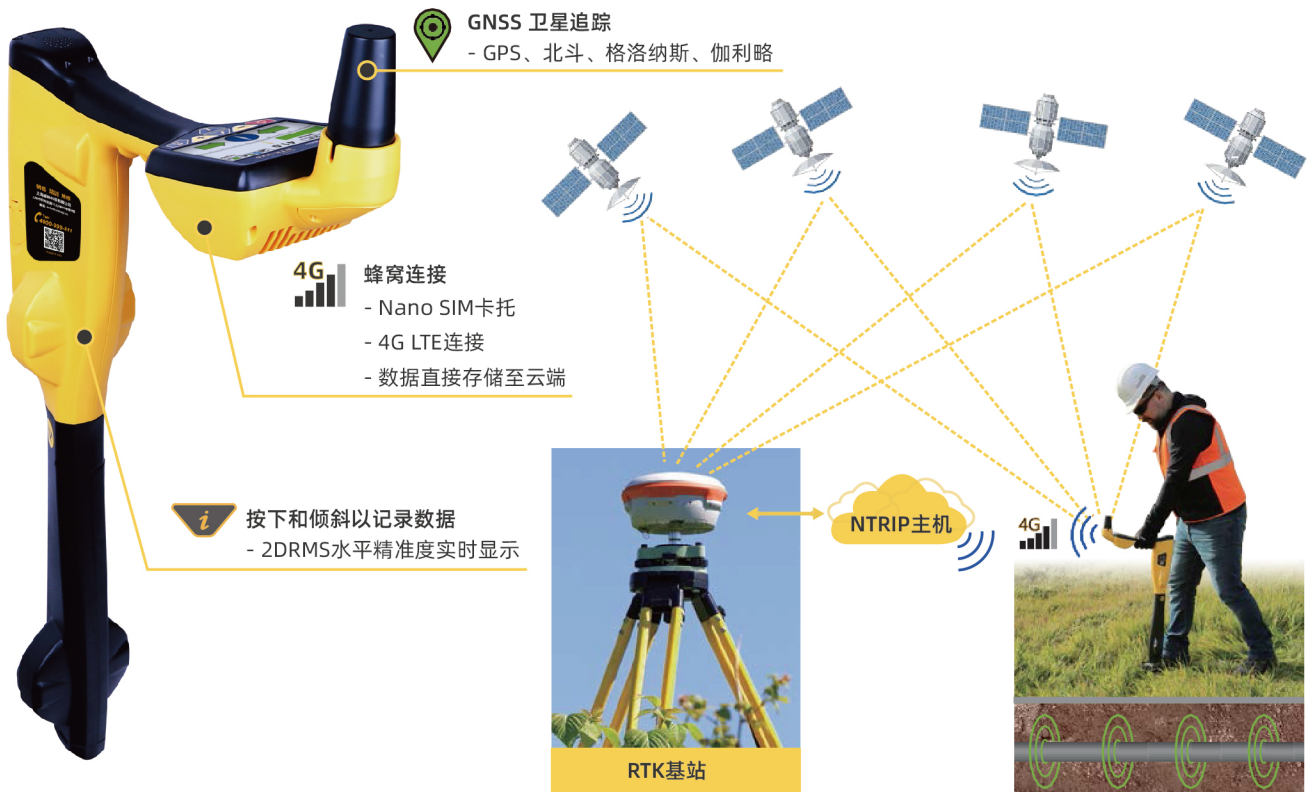 GNSS 卫星追踪
- GPS、北斗、格洛纳斯、伽利略
4G
蜂窝连接
- Nano SIM卡托
- 4G LTE连接
- 数据直接存储至云端
i
按下和倾斜以记录数据
- 2DRMS水平精准度实时显示
NTRIP主机
4G
RTK基站